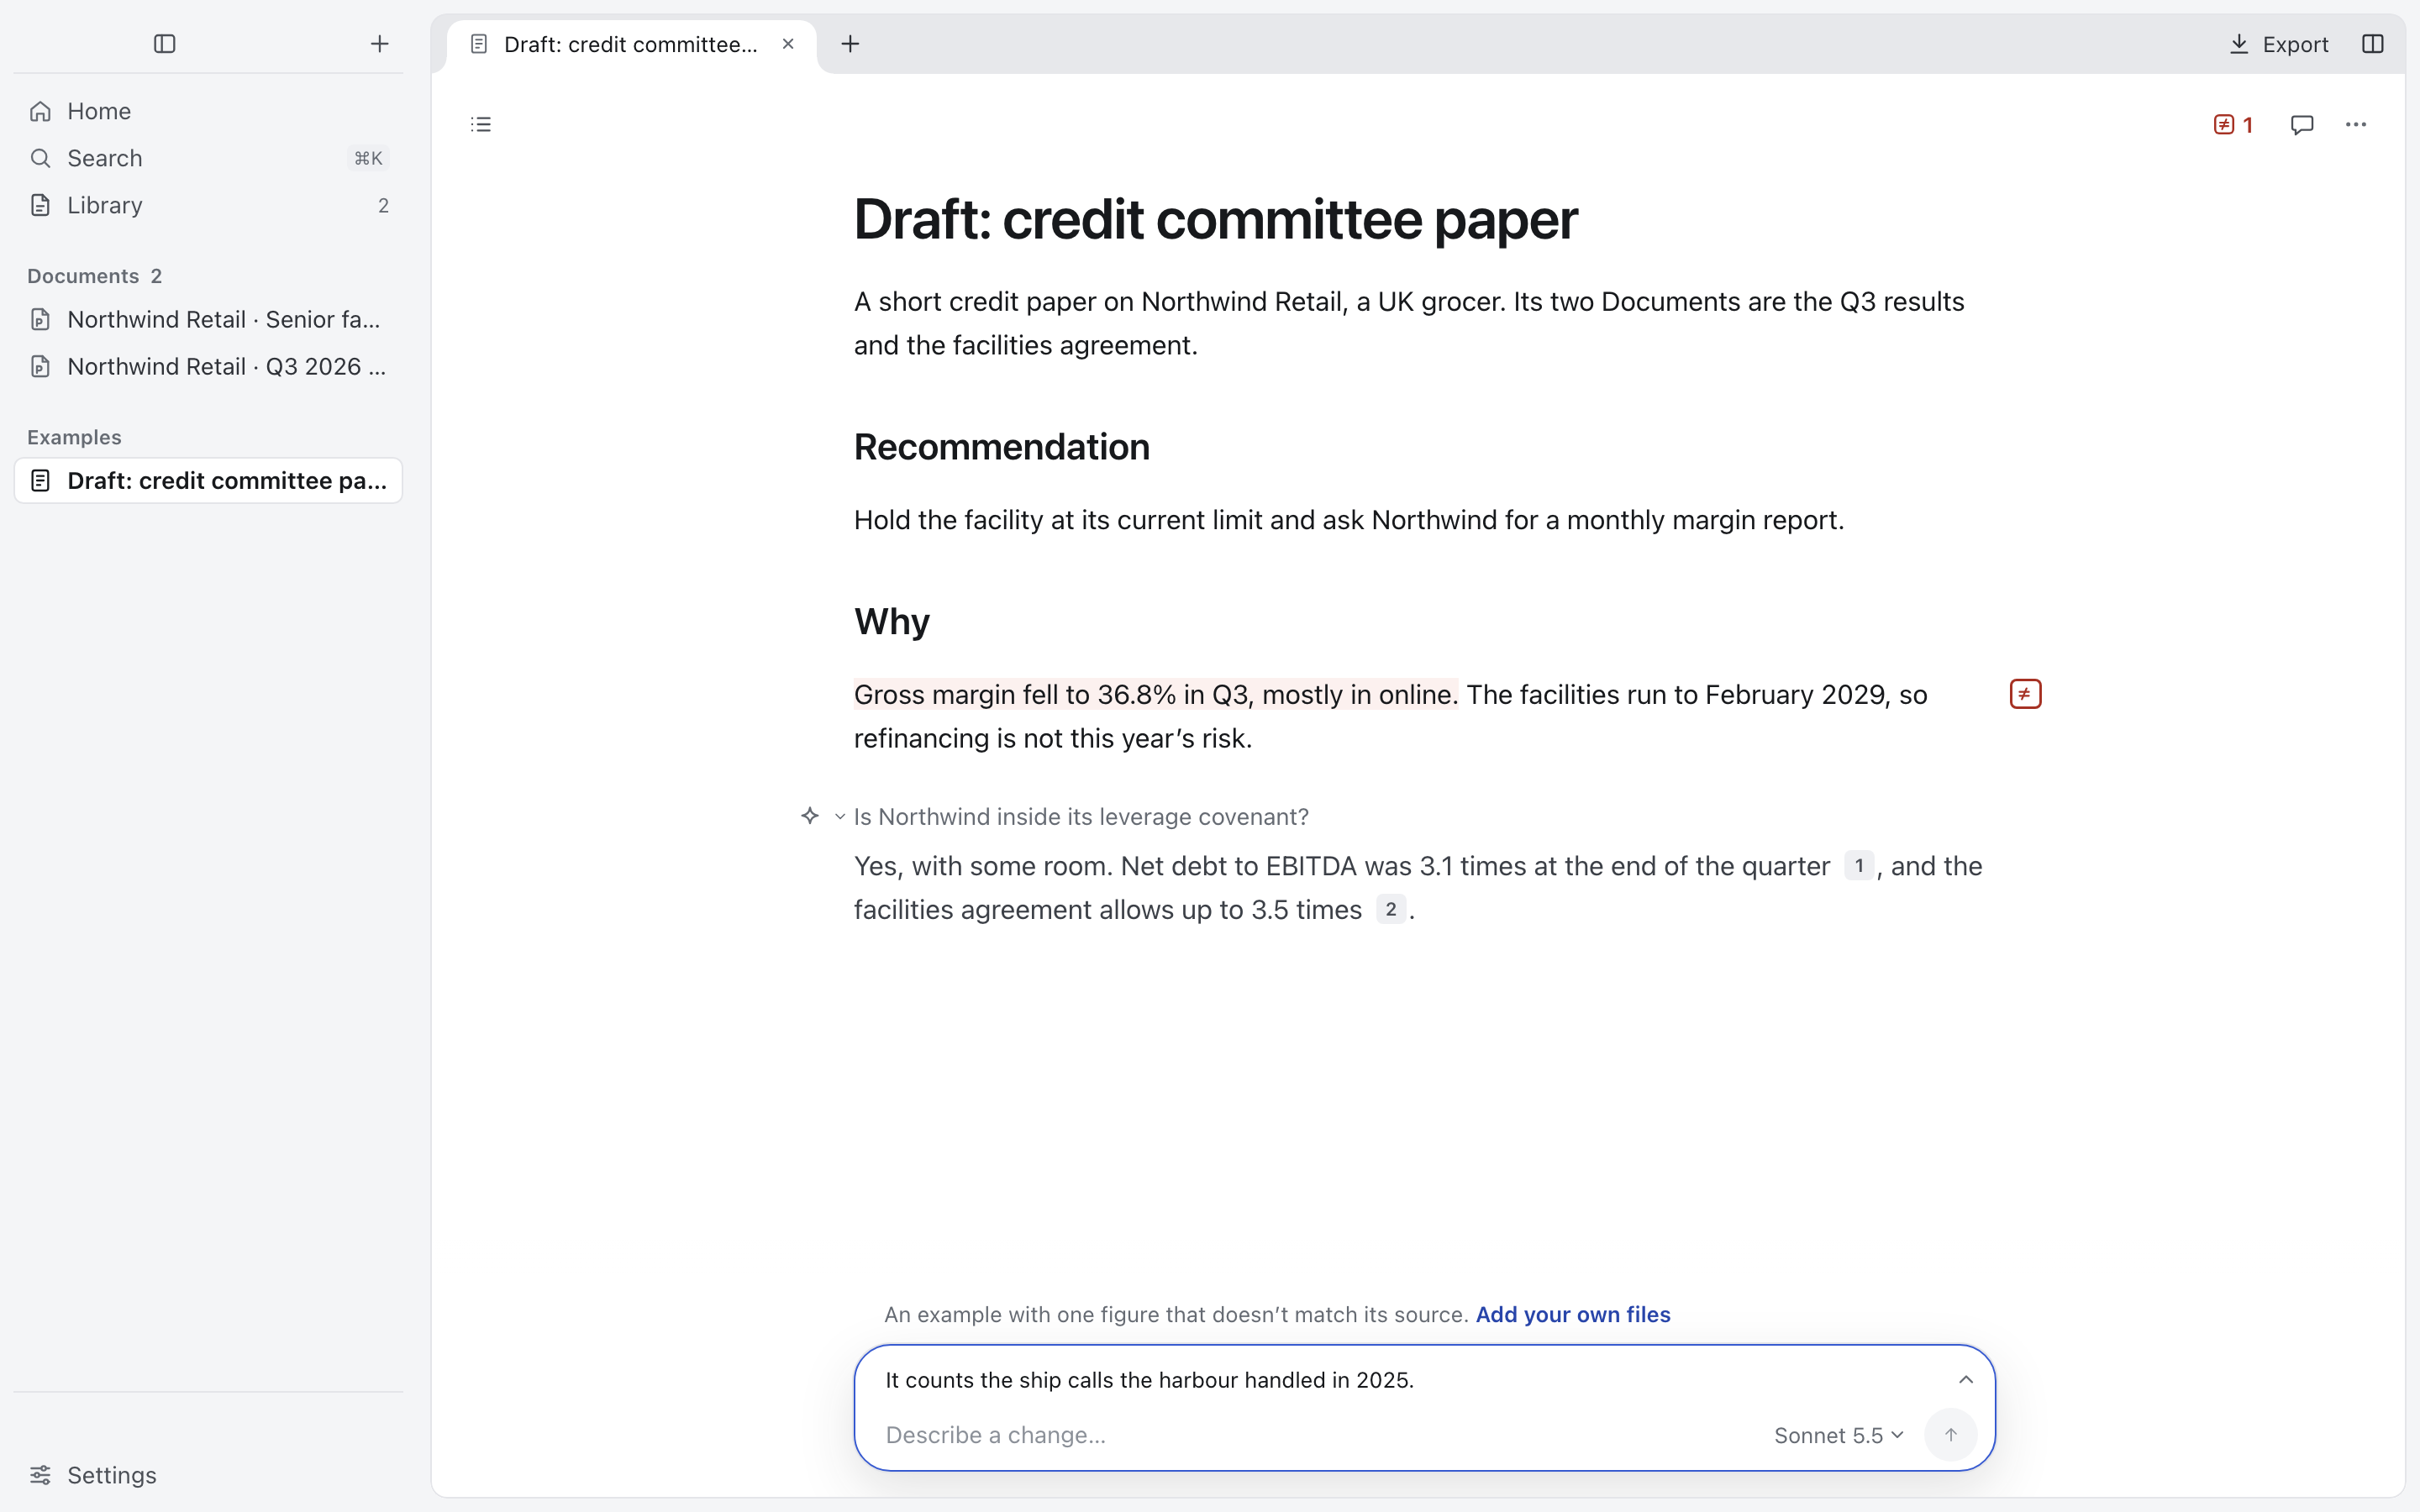 Draft: credit committee...
Export
Home
Search ⌘K
Library 2
Documents 2
Northwind Retail · Senior fa...
Northwind Retail · Q3 2026 ...
Examples
Draft: credit committee pa...
Settings
≠ 1
Draft: credit committee paper
A short credit paper on Northwind Retail, a UK grocer. Its two Documents are the Q3 results
and the facilities agreement.
Recommendation
Hold the facility at its current limit and ask Northwind for a monthly margin report.
Why
Gross margin fell to 36.8% in Q3, mostly in online. The facilities run to February 2029, so
≠
refinancing is not this year’s risk.
Is Northwind inside its leverage covenant?
Yes, with some room. Net debt to EBITDA was 3.1 times at the end of the quarter 1, and the
facilities agreement allows up to 3.5 times 2.
An example with one figure that doesn’t match its source. Add your own files
It counts the ship calls the harbour handled in 2025.
Describe a change...
Sonnet 5.5